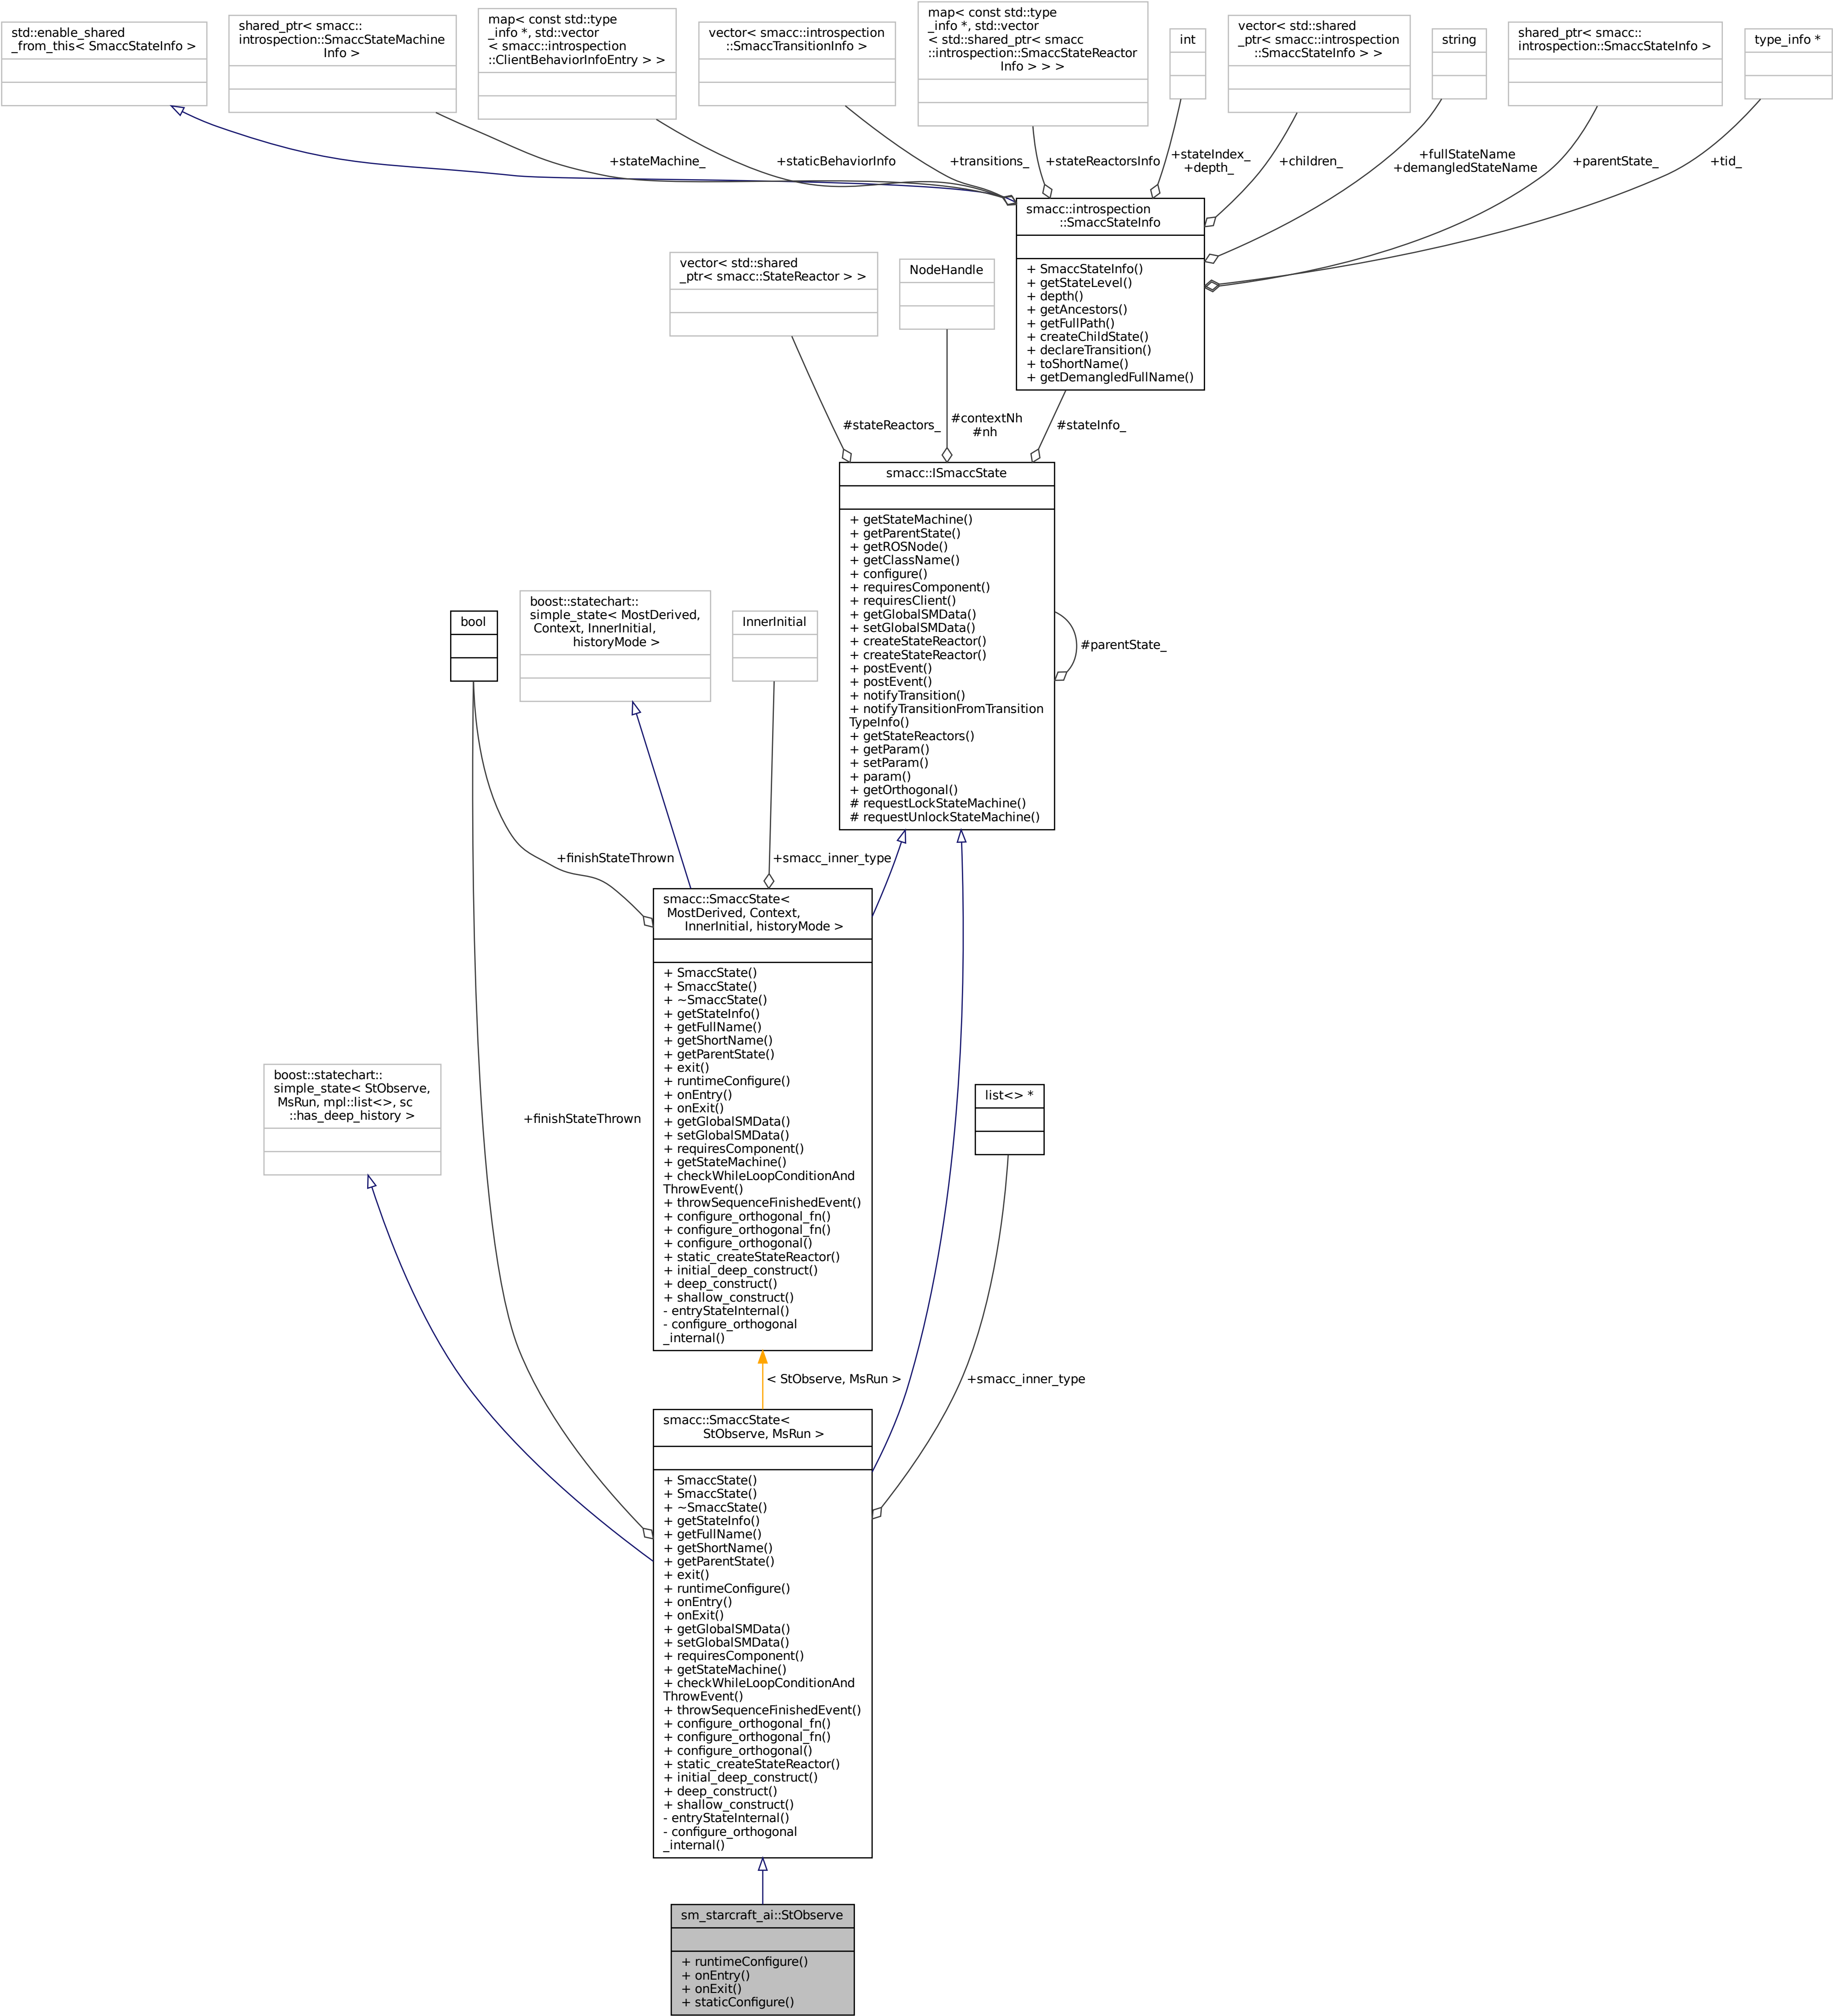 std::enable_shared
_from_this< SmaccStateInfo >
shared_ptr< smacc::
introspection::SmaccStateMachine
Info >
map< const std::type
_info *, std::vector
< smacc::introspection
::ClientBehaviorInfoEntry > >
vector< smacc::introspection
::SmaccTransitionInfo >
map< const std::type
_info *, std::vector
< std::shared_ptr< smacc
::introspection::SmaccStateReactor
Info > > >
int
vector< std::shared
_ptr< smacc::introspection
::SmaccStateInfo > >
string
shared_ptr< smacc::
introspection::SmaccStateInfo >
type_info *
+stateMachine_
+staticBehaviorInfo
+transitions_
+stateReactorsInfo
+stateIndex_
+depth_
+children_
+fullStateName
+demangledStateName
+parentState_
+tid_
smacc::introspection
::SmaccStateInfo
+ SmaccStateInfo()
+ getStateLevel()
+ depth()
+ getAncestors()
+ getFullPath()
+ createChildState()
+ declareTransition()
+ toShortName()
+ getDemangledFullName()
vector< std::shared
_ptr< smacc::StateReactor > >
NodeHandle
#stateReactors_
#contextNh
#nh
#stateInfo_
smacc::ISmaccState
+ getStateMachine()
+ getParentState()
+ getROSNode()
+ getClassName()
+ configure()
+ requiresComponent()
+ requiresClient()
+ getGlobalSMData()
+ setGlobalSMData()
+ createStateReactor()
+ createStateReactor()
+ postEvent()
+ postEvent()
+ notifyTransition()
+ notifyTransitionFromTransition
TypeInfo()
+ getStateReactors()
+ getParam()
+ setParam()
+ param()
+ getOrthogonal()
# requestLockStateMachine()
# requestUnlockStateMachine()
#parentState_
bool
boost::statechart::
simple_state< MostDerived,
Context, InnerInitial,
historyMode >
InnerInitial
+finishStateThrown
+smacc_inner_type
smacc::SmaccState<
MostDerived, Context,
InnerInitial, historyMode >
+ SmaccState()
+ SmaccState()
+ ~SmaccState()
+ getStateInfo()
+ getFullName()
+ getShortName()
+ getParentState()
+ exit()
+ runtimeConfigure()
+ onEntry()
+ onExit()
+ getGlobalSMData()
+ setGlobalSMData()
+ requiresComponent()
+ getStateMachine()
+ checkWhileLoopConditionAnd
ThrowEvent()
+ throwSequenceFinishedEvent()
+ configure_orthogonal_fn()
+ configure_orthogonal_fn()
+ configure_orthogonal()
+ static_createStateReactor()
+ initial_deep_construct()
+ deep_construct()
+ shallow_construct()
- entryStateInternal()
- configure_orthogonal
_internal()
boost::statechart::
simple_state< StObserve,
MsRun, mpl::list<>, sc
::has_deep_history >
+finishStateThrown
list<> *
< StObserve, MsRun >
+smacc_inner_type
smacc::SmaccState<
StObserve, MsRun >
+ SmaccState()
+ SmaccState()
+ ~SmaccState()
+ getStateInfo()
+ getFullName()
+ getShortName()
+ getParentState()
+ exit()
+ runtimeConfigure()
+ onEntry()
+ onExit()
+ getGlobalSMData()
+ setGlobalSMData()
+ requiresComponent()
+ getStateMachine()
+ checkWhileLoopConditionAnd
ThrowEvent()
+ throwSequenceFinishedEvent()
+ configure_orthogonal_fn()
+ configure_orthogonal_fn()
+ configure_orthogonal()
+ static_createStateReactor()
+ initial_deep_construct()
+ deep_construct()
+ shallow_construct()
- entryStateInternal()
- configure_orthogonal
_internal()
sm_starcraft_ai::StObserve
+ runtimeConfigure()
+ onEntry()
+ onExit()
+ staticConfigure()